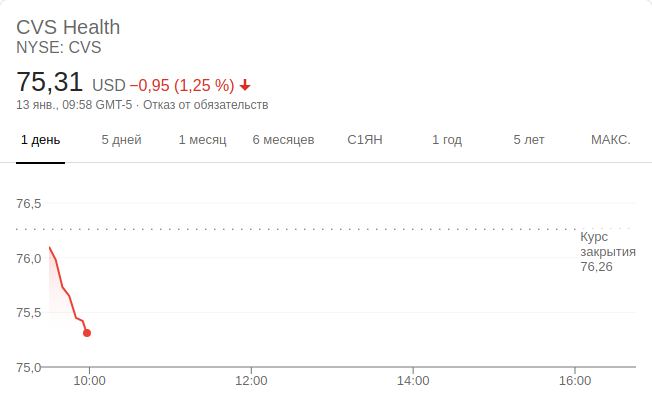 CVS Health
NYSE: CVS
75,31 USD −0,95 (1,25 %)
13 янв., 09:58 GMT-5 · Отказ от обязательств
1 день 5 дней 1 месяц 6 месяцев С1ЯН 1 год 5 лет МАКС.
76,5
Курс
закрытия
76,26
76,0
75,5
75,0
10:00 12:00 14:00 16:00